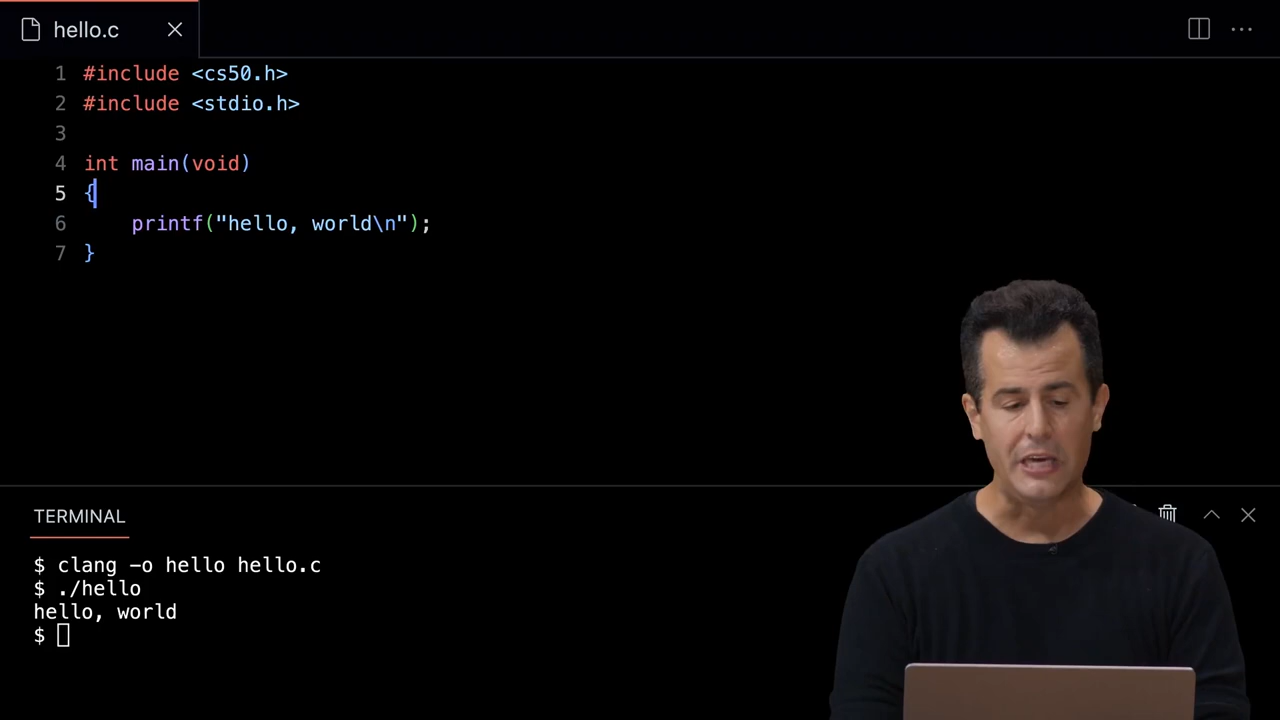 hello.c
1 #include <cs50.h>
2 #include <stdio.h>
3
4 int main(void)
5 {
6     printf("hello, world\n");
7 }
TERMINAL
$ clang -o hello hello.c
$ ./hello
hello, world
$